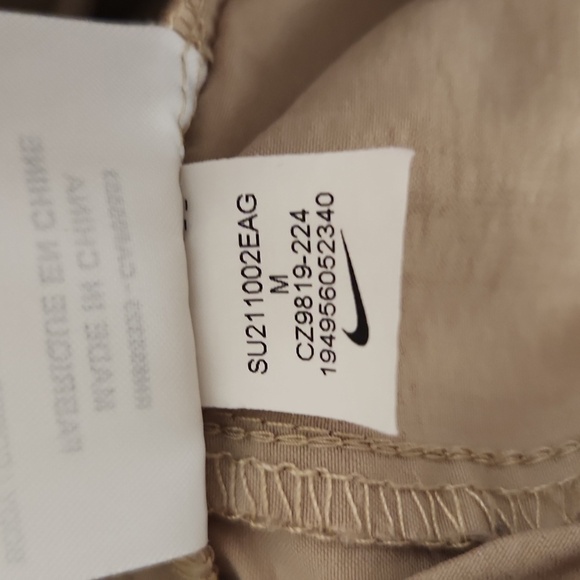 SU211002EAG
M
CZ9819-224
194956052340
FABRIQUE EN CHINE
MADE IN CHINA